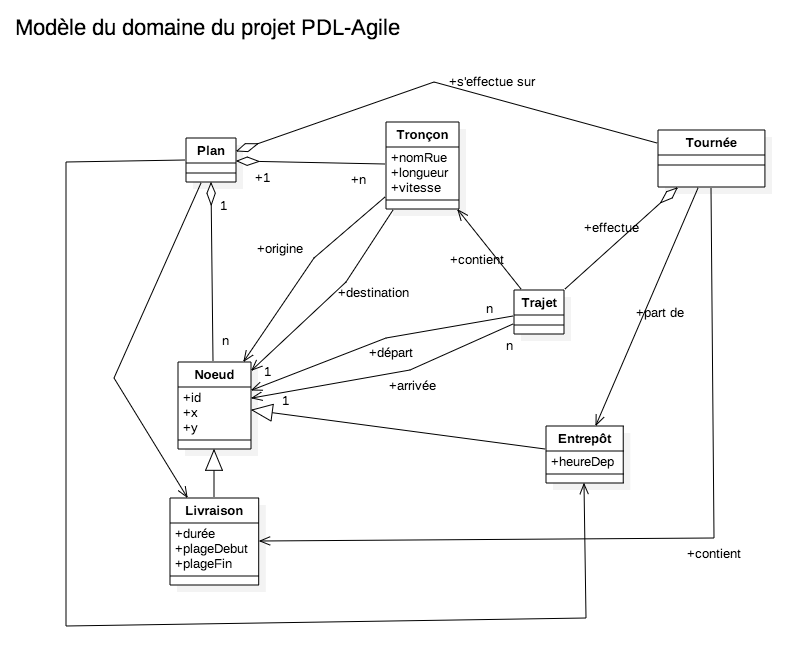 Modèle du domaine du projet PDL-Agile
+s'effectue sur
Plan
Tronçon
+nomRue
+longueur
+vitesse
Tournée
+1
+n
1
+effectue
+origine
+contient
+destination
Trajet
n
+part de
n
+départ
n
1
+arrivée
1
Noeud
+id
+x
+y
Entrepôt
+heureDep
Livraison
+durée
+plageDebut
+plageFin
+contient